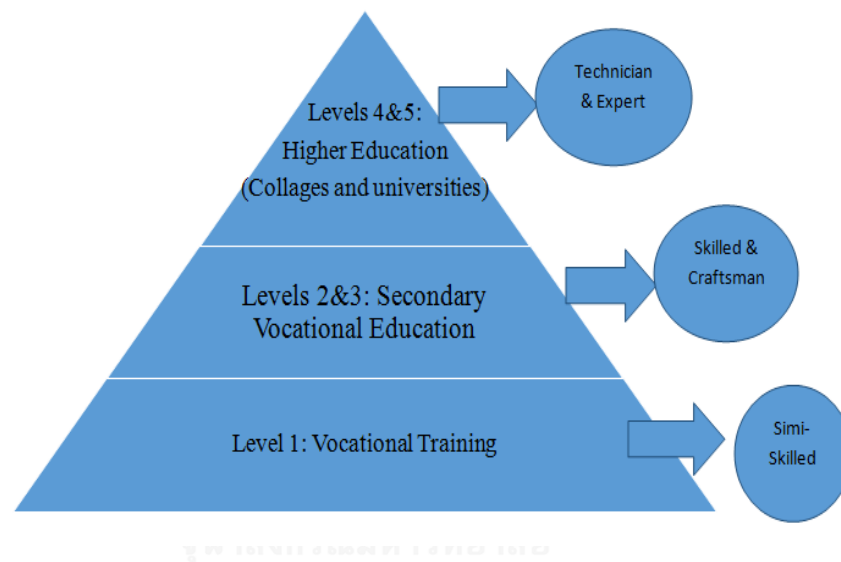 Levels 4&5:
Higher Education
(Collages and universities)
Technician
& Expert
Levels 2&3: Secondary
Vocational Education
Skilled &
Craftsman
Level 1: Vocational Training
Simi-
Skilled